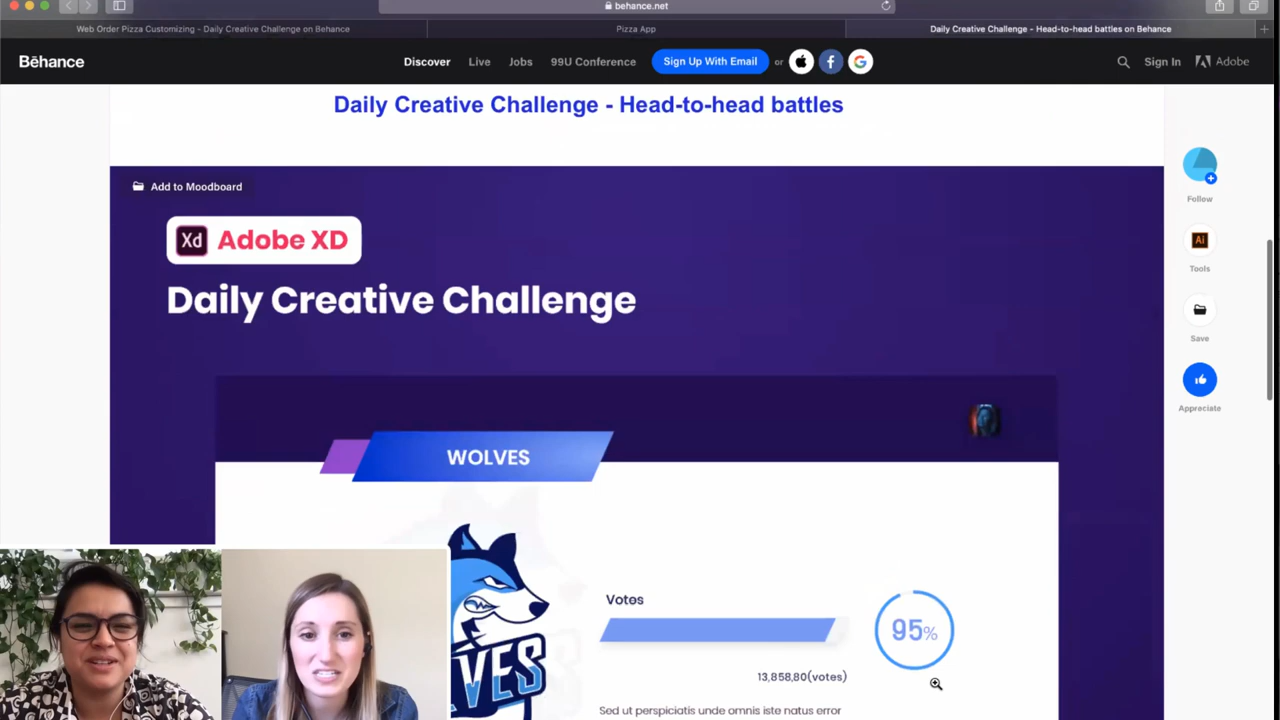 behance.net
Web Order Pizza Customizing - Daily Creative Challenge on Behance
Pizza App
Daily Creative Challenge - Head-to-head battles on Behance
Bēhance
Discover
Live
Jobs
99U Conference
Sign Up With Email
or
Sign In
Adobe
Daily Creative Challenge - Head-to-head battles
Add to Moodboard
Xd Adobe XD
Daily Creative Challenge
Follow
Ai
Tools
Save
Appreciate
WOLVES
Votes
95%
VES
13,858,80(votes)
Sed ut perspiciatis unde omnis iste natus error